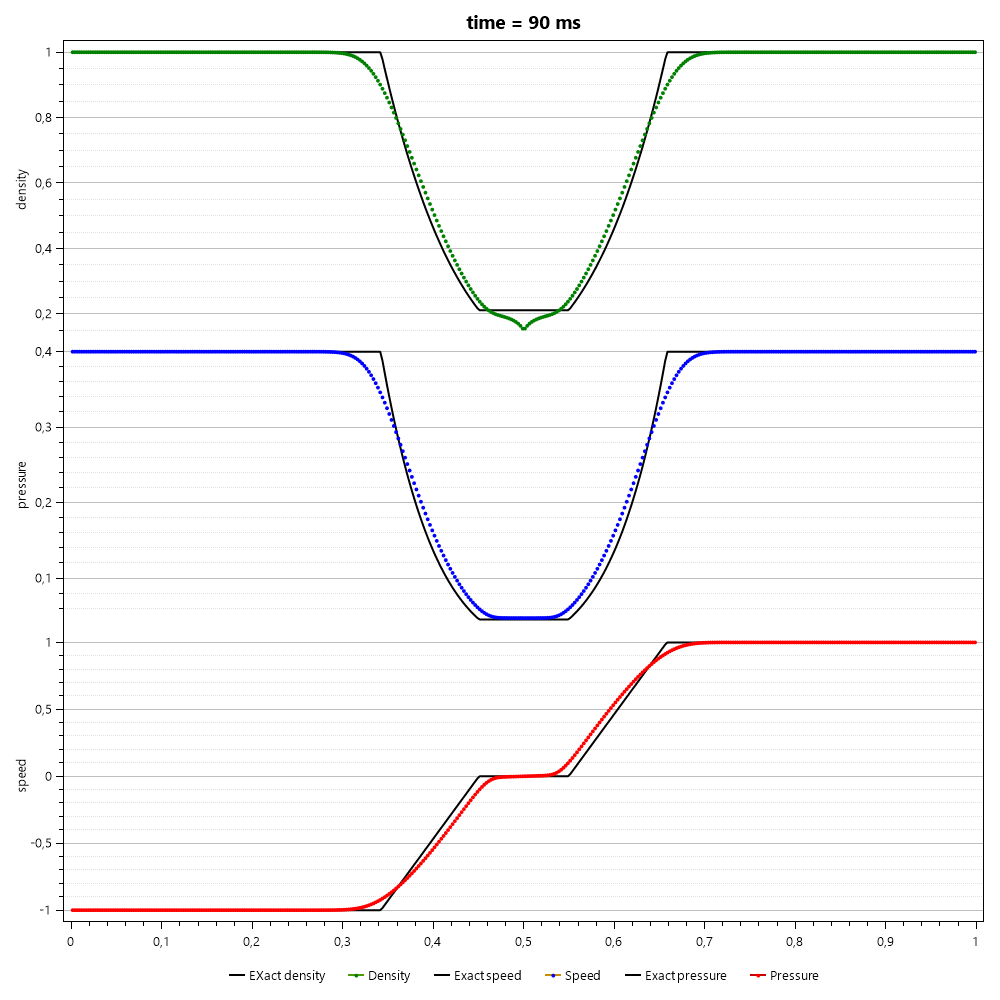 time = 90 ms
1
0,8
0,6
0,4
0,2
density
0,4
0,3
0,2
0,1
pressure
1
0,5
0
-0,5
-1
speed
0 0,1 0,2 0,3 0,4 0,5 0,6 0,7 0,8 0,9 1
EXact density Density Exact speed Speed Exact pressure Pressure